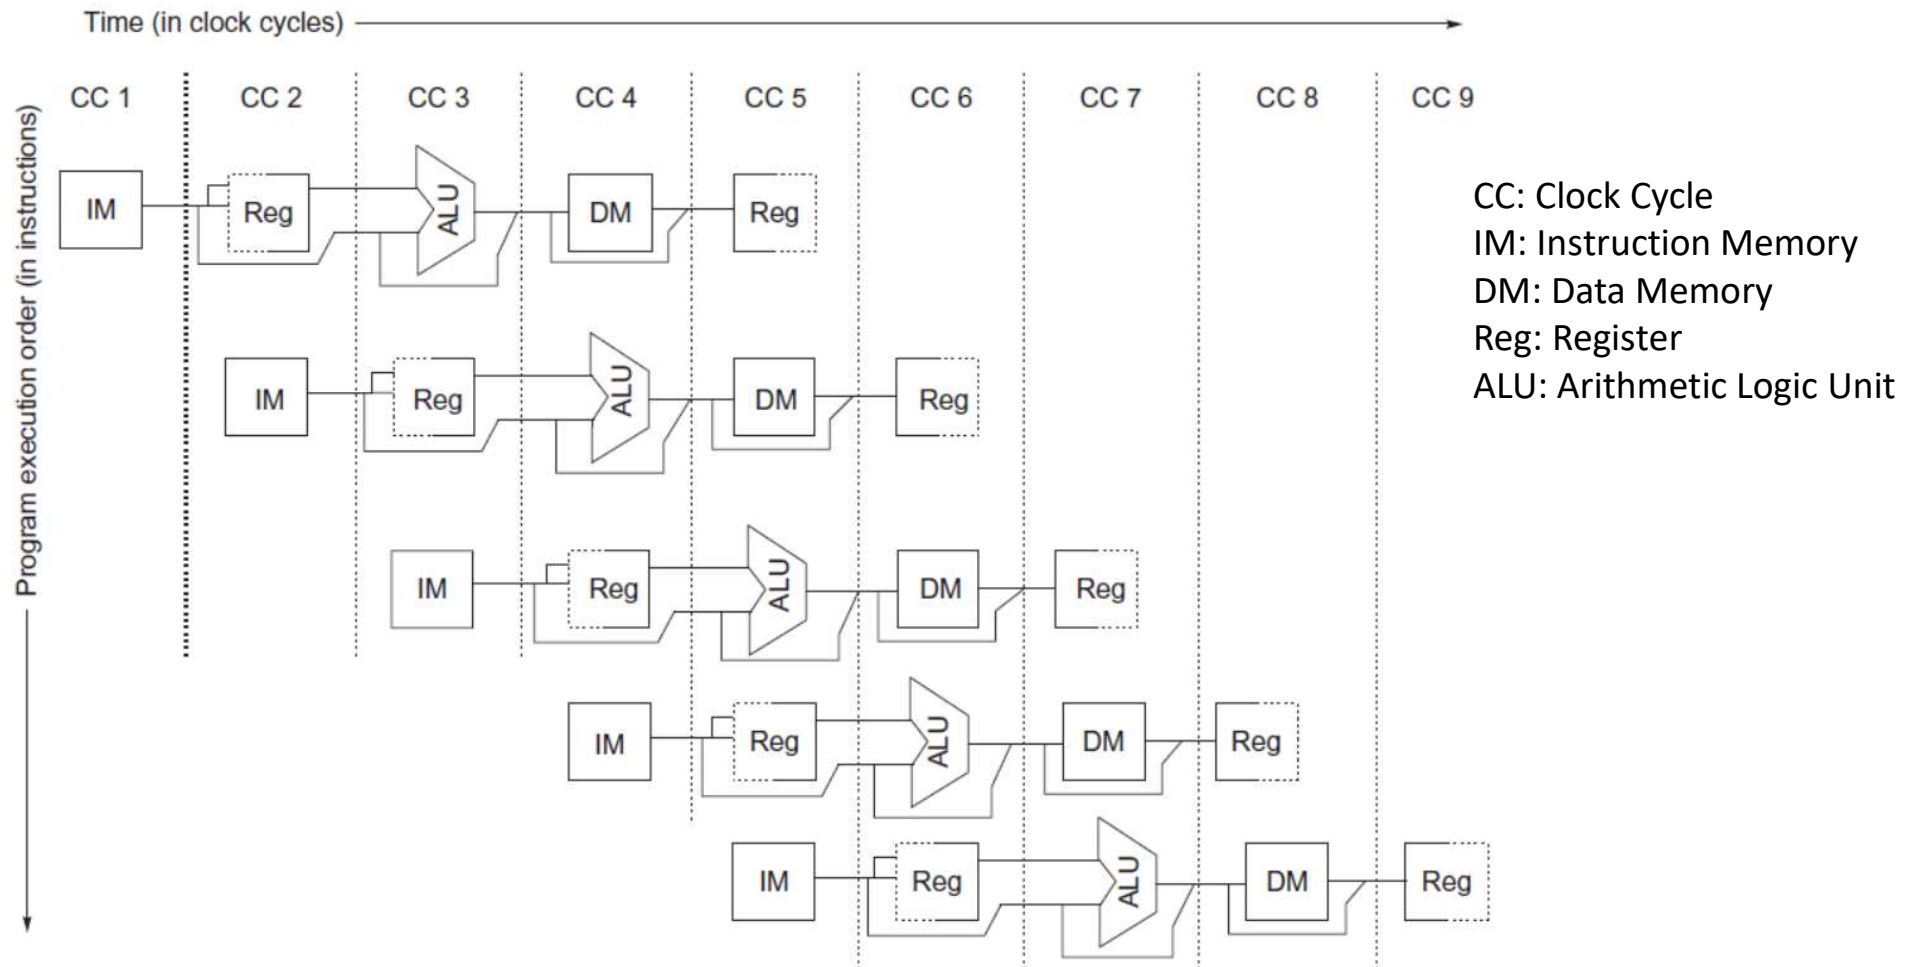 Time (in clock cycles)
Program execution order (in instructions)
CC 1 CC 2 CC 3 CC 4 CC 5 CC 6 CC 7 CC 8 CC 9
IM Reg ALU DM Reg
IM Reg ALU DM Reg
IM Reg ALU DM Reg
IM Reg ALU DM Reg
IM Reg ALU DM Reg
CC: Clock Cycle
IM: Instruction Memory
DM: Data Memory
Reg: Register
ALU: Arithmetic Logic Unit